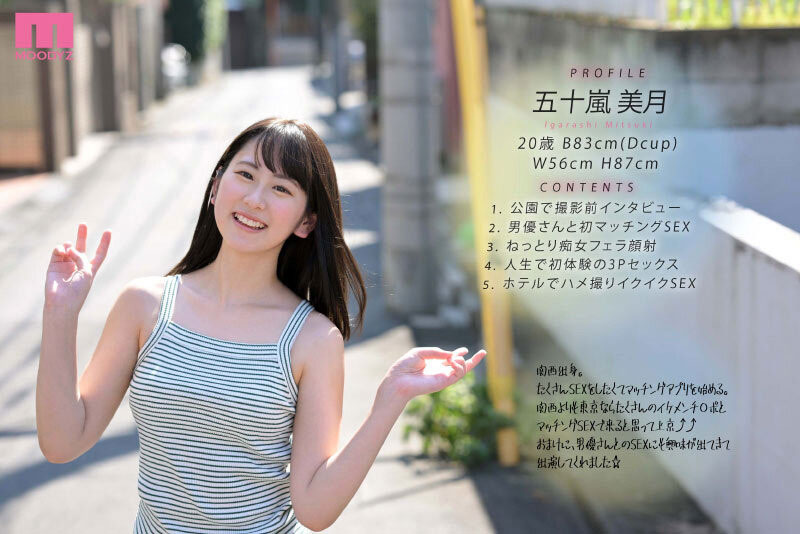 M
MOODYZ
PROFILE
五十嵐 美月
Igarashi Mitsuki
20歳 B83cm(Dcup)
W56cm H87cm
CONTENTS
1. 公園で撮影前インタビュー
2. 男優さんと初マッチングSEX
3. ねっとり痴女フェラ顔射
4. 人生で初体験の3Pセックス
5. ホテルでハメ撮りイクイクSEX
関西出身。
たくさんSEXをしたくてマッチングアプリを始める。
関西より東京ならたくさんのイケメンチ○ポと
マッチングSEX出来ると思って上京⤴⤴
おまけに、男優さんとのSEXにも興味が出てきて
出演してくれました☆